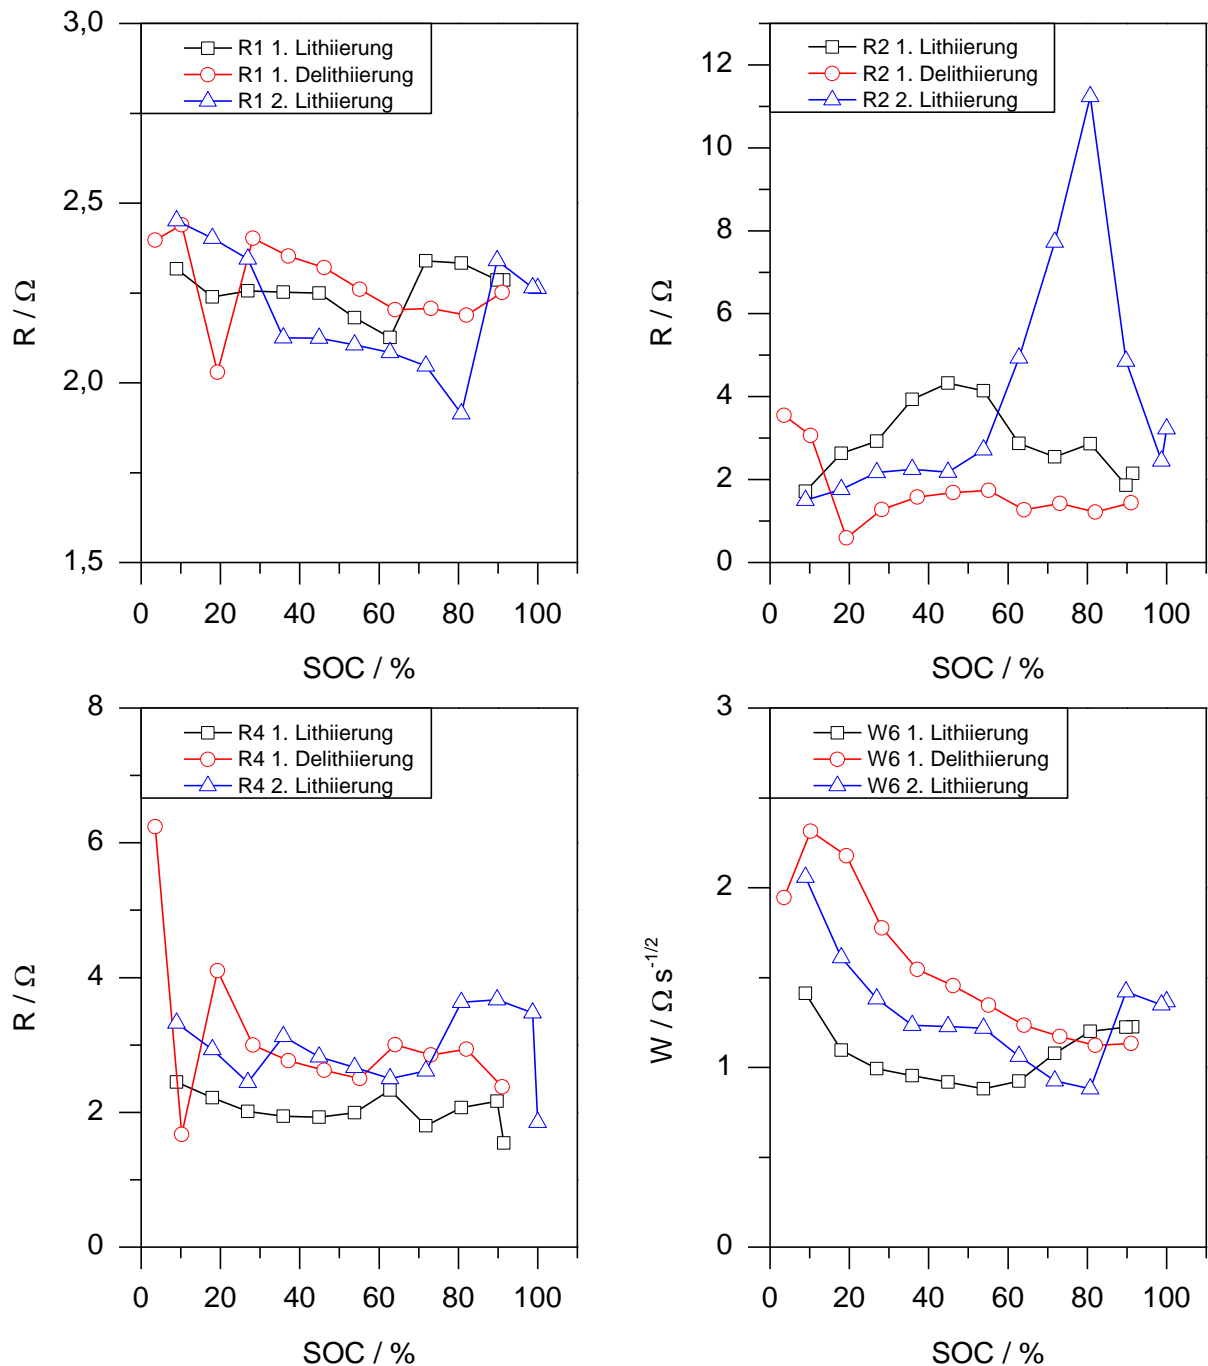 3,0
R1 1. Lithiierung
R1 1. Delithiierung
R1 2. Lithiierung
2,5
2,0
1,5
R / Ω
0 20 40 60 80 100
SOC / %
12
R2 1. Lithiierung
R2 1. Delithiierung
R2 2. Lithiierung
10
8
6
4
2
0
R / Ω
0 20 40 60 80 100
SOC / %
8
R4 1. Lithiierung
R4 1. Delithiierung
R4 2. Lithiierung
6
4
2
0
R / Ω
0 20 40 60 80 100
SOC / %
3
W6 1. Lithiierung
W6 1. Delithiierung
W6 2. Lithiierung
2
1
0
W / Ω s-1/2
0 20 40 60 80 100
SOC / %